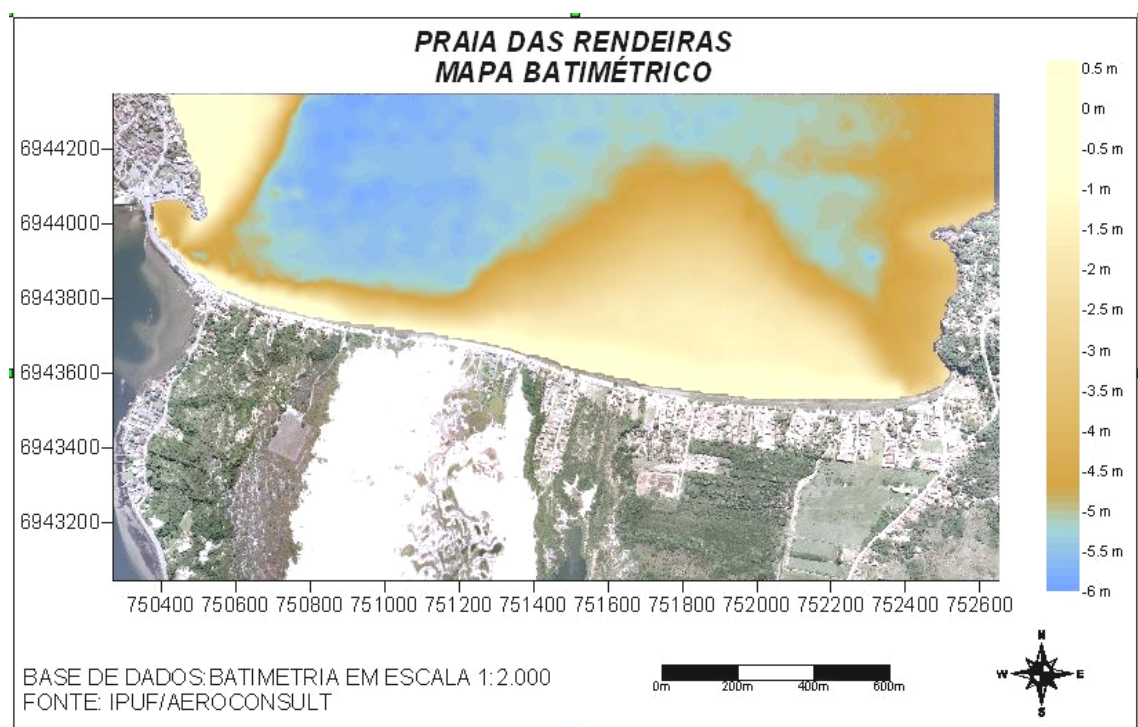 PRAIA DAS RENDEIRAS
MAPA BATIMÉTRICO
0.5 m
0 m
-0.5 m
-1 m
-1.5 m
-2 m
-2.5 m
-3 m
-3.5 m
-4 m
-4.5 m
-5 m
-5.5 m
-6 m
6944200
6944000
6943800
6943600
6943400
6943200
750400 750600 750800 751000 751200 751400 751600 751800 752000 752200 752400 752600
BASE DE DADOS:BATIMETRIA EM ESCALA 1:2.000
FONTE: IPUF/AEROCONSULT
0m 200m 400m 600m
N
W E
S